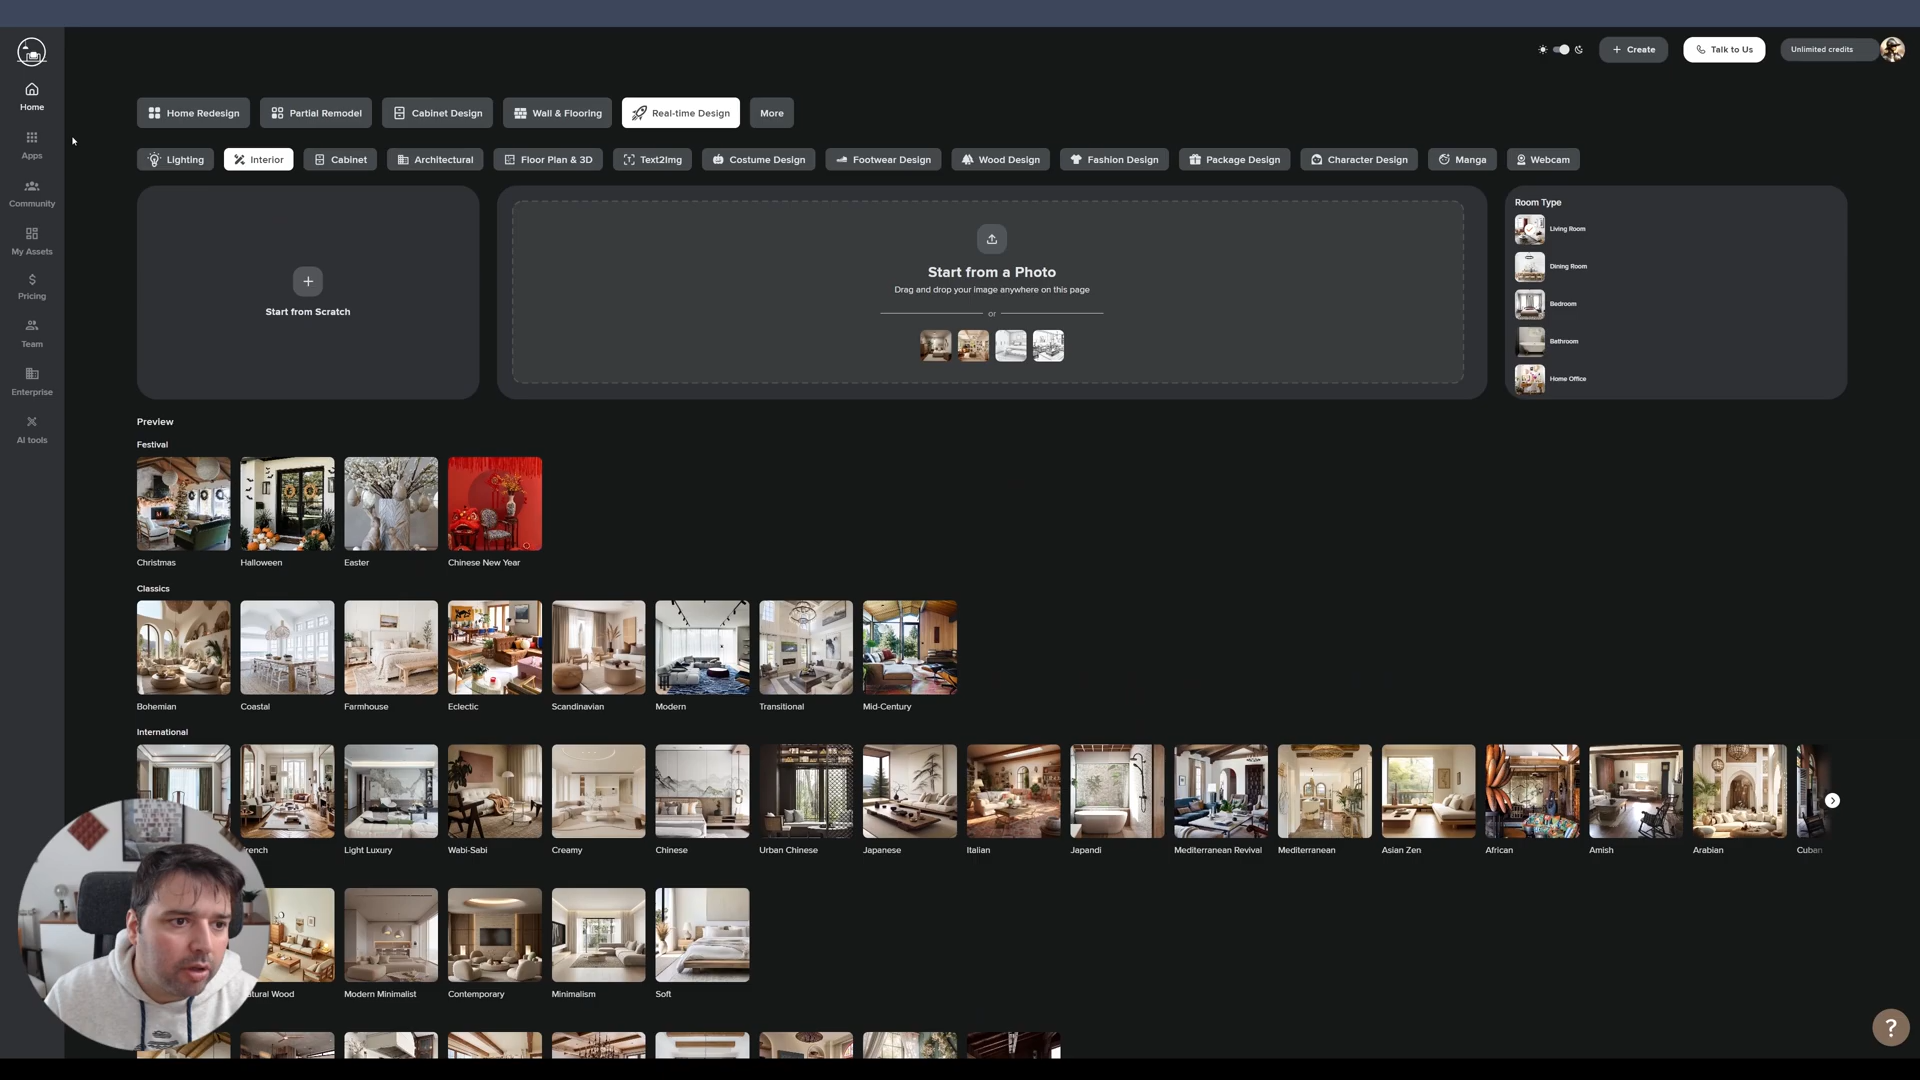 Create
Talk to Us
Unlimited credits
Home
Apps
Community
My Assets
Pricing
Team
Enterprise
AI tools
Home Redesign
Partial Remodel
Cabinet Design
Wall & Flooring
Real-time Design
More
Lighting
Interior
Cabinet
Architectural
Floor Plan & 3D
Text2Img
Costume Design
Footwear Design
Wood Design
Fashion Design
Package Design
Character Design
Manga
Webcam
Start from Scratch
Start from a Photo
Drag and drop your image anywhere on this page
or
Room Type
Living Room
Dining Room
Bedroom
Bathroom
Home Office
Preview
Festival
Christmas
Halloween
Easter
Chinese New Year
Classics
Bohemian
Coastal
Farmhouse
Eclectic
Scandinavian
Modern
Transitional
Mid-Century
International
French
Light Luxury
Wabi-Sabi
Creamy
Chinese
Urban Chinese
Japanese
Italian
Japandi
Mediterranean Revival
Mediterranean
Asian Zen
African
Amish
Arabian
Cuban
Natural Wood
Modern Minimalist
Contemporary
Minimalism
Soft
?